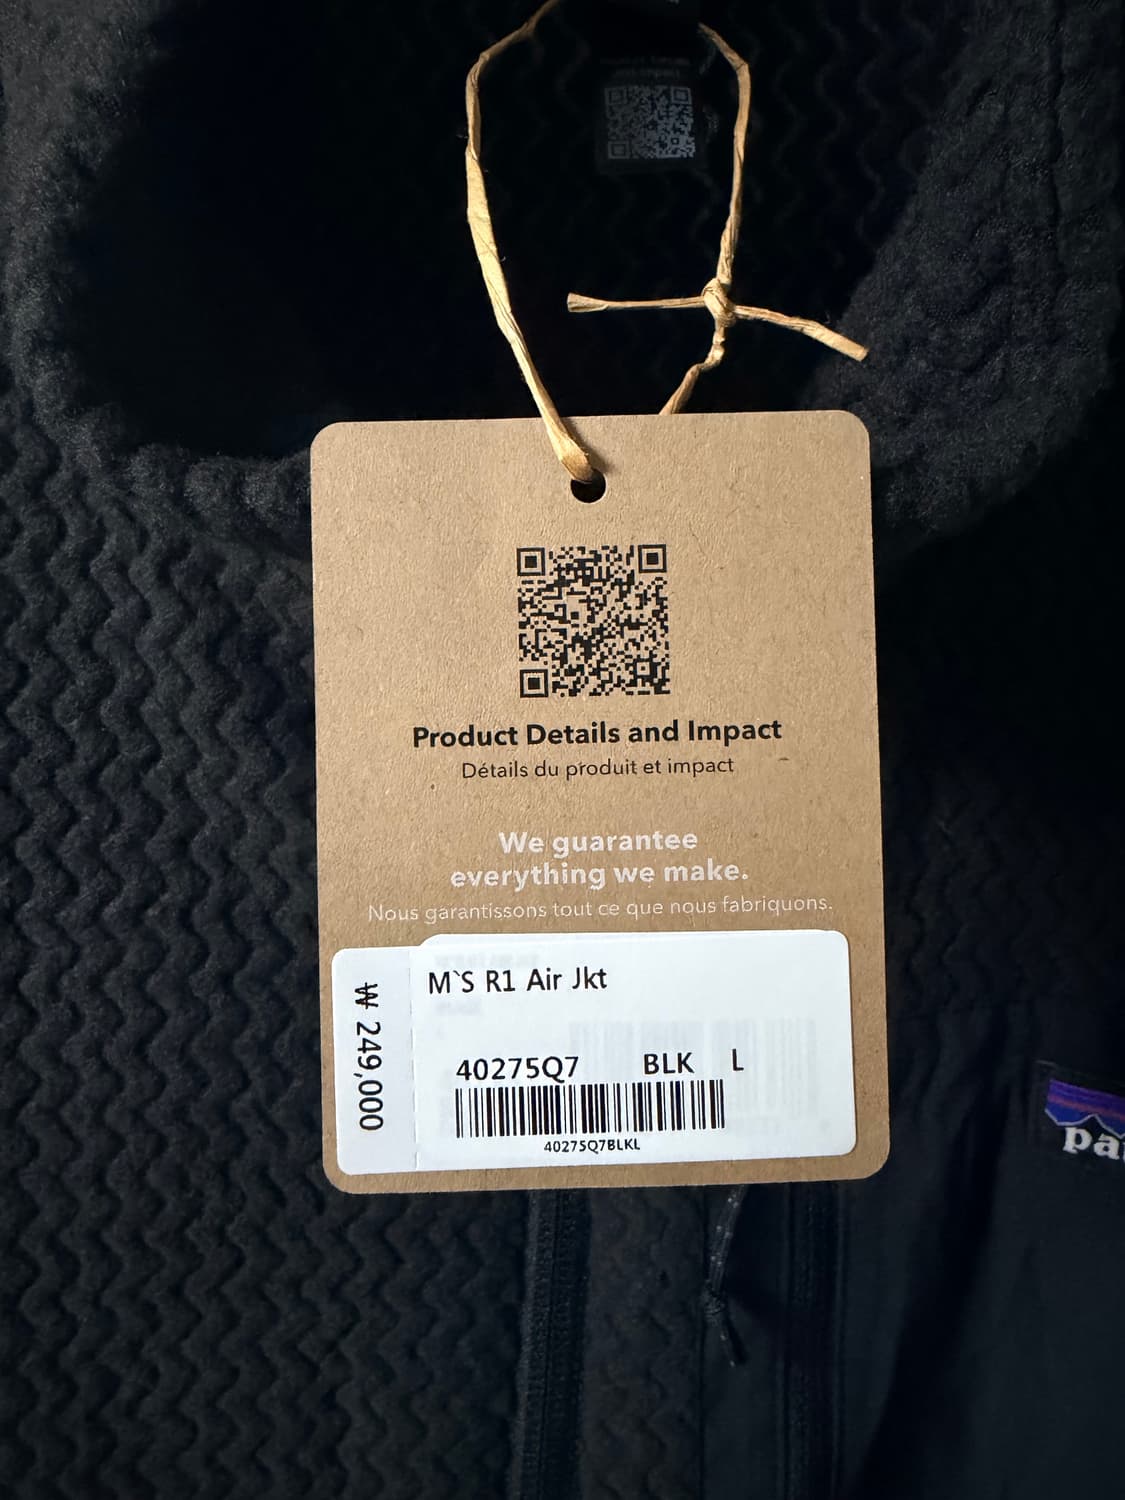 Product Details and Impact
Détails du produit et impact
We guarantee
everything we make.
Nous garantissons tout ce que nous fabriquons.
M`S R1 Air Jkt
₩ 249,000
40275Q7 BLK L
40275Q7BLKL